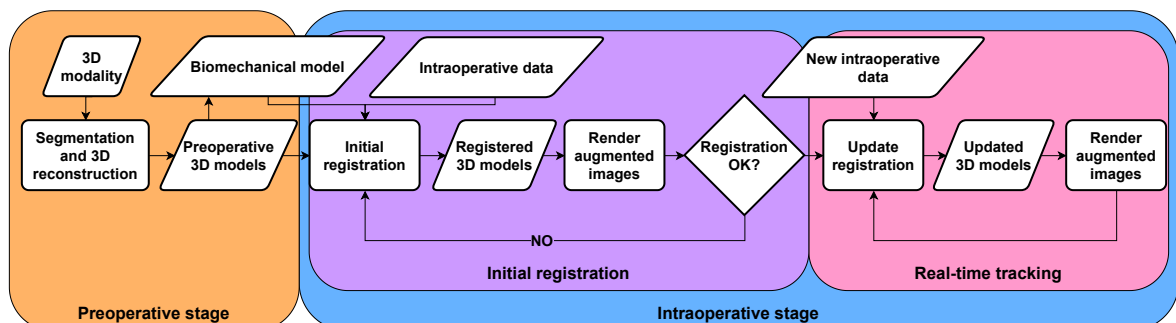 3D
modality
Biomechanical model
Intraoperative data
New intraoperative
data
Segmentation
and 3D
reconstruction
Preoperative
3D models
Initial
registration
Registered
3D models
Render
augmented
images
Registration
OK?
Update
registration
Updated
3D models
Render
augmented
images
NO
Initial registration
Real-time tracking
Preoperative stage
Intraoperative stage